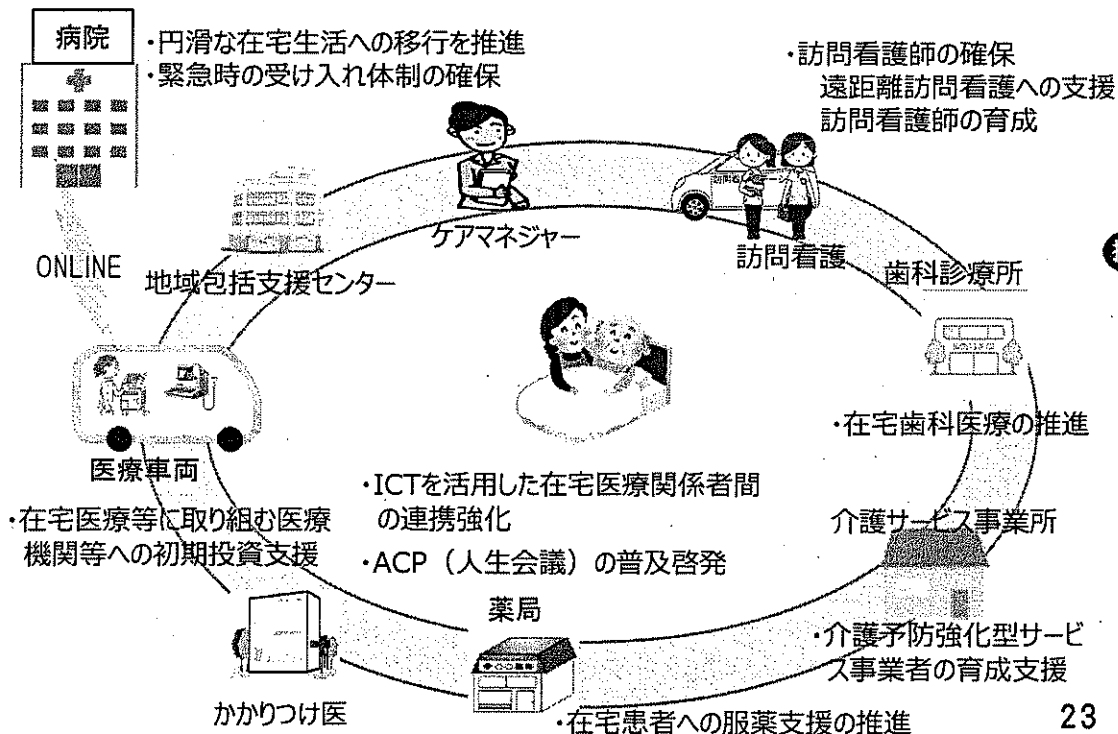 病院
・円滑な在宅生活への移行を推進
・緊急時の受け入れ体制の確保
・訪問看護師の確保
遠距離訪問看護への支援
訪問看護師の育成
ケアマネジャー
訪問看護
ONLINE
地域包括支援センター
歯科診療所
・在宅歯科医療の推進
医療車両
・在宅医療等に取り組む医療
機関等への初期投資支援
・ICTを活用した在宅医療関係者間
の連携強化
・ACP（人生会議）の普及啓発
介護サービス事業所
・介護予防強化型サービ
ス事業者の育成支援
薬局
かかりつけ医
・在宅患者への服薬支援の推進
23